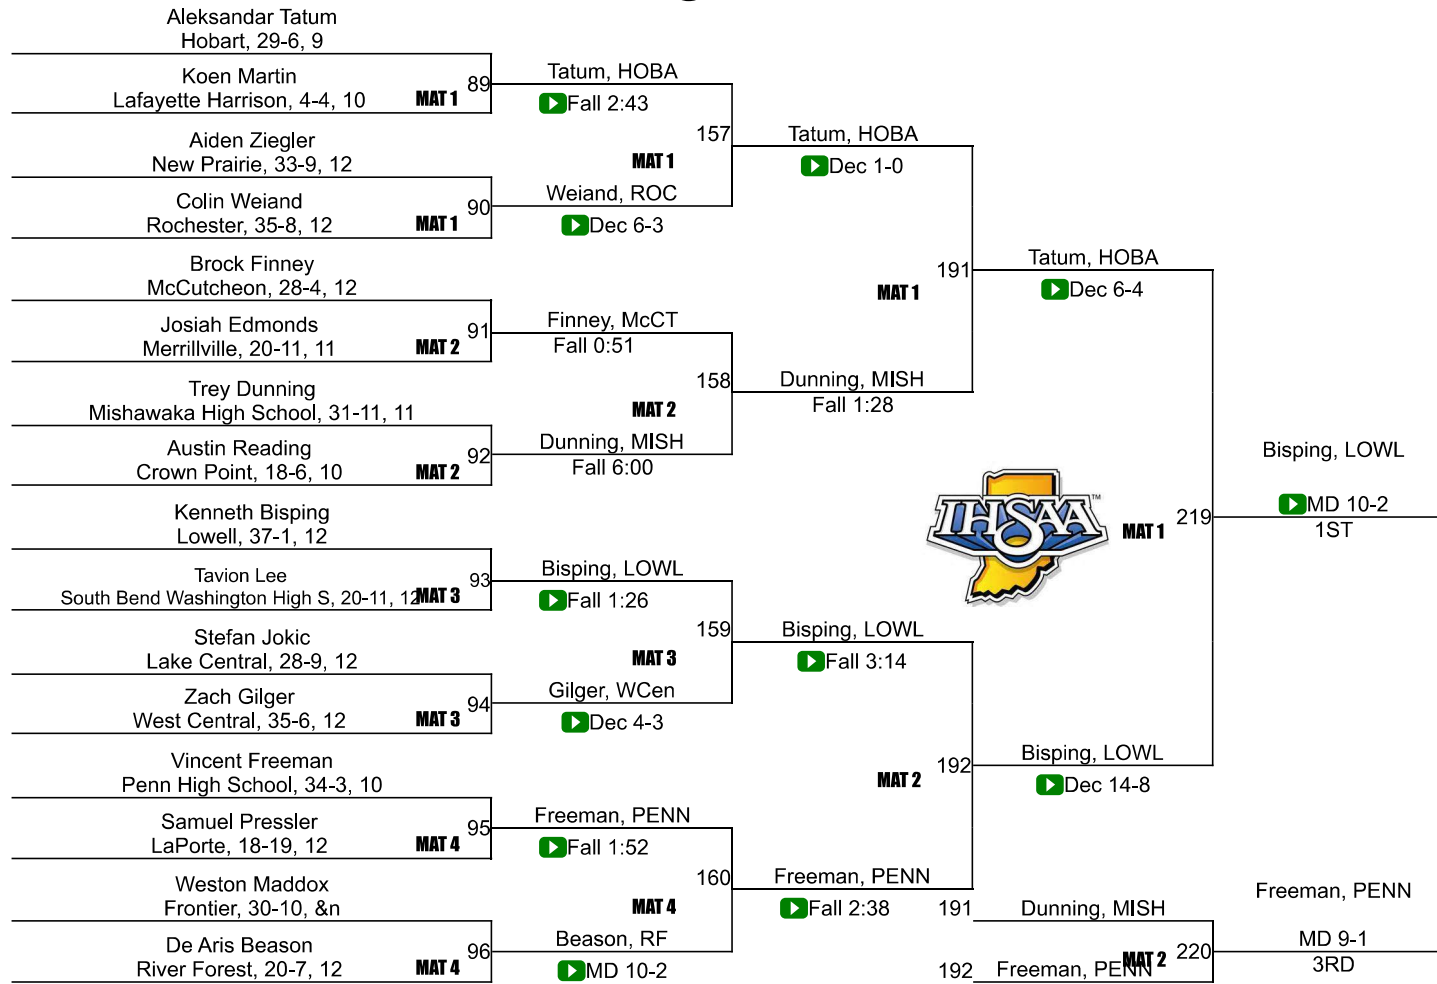 Aleksandar Tatum
Hobart, 29-6, 9
Koen Martin
Lafayette Harrison, 4-4, 10
MAT 1
89
Tatum, HOBA
Fall 2:43
Aiden Ziegler
New Prairie, 33-9, 12
Colin Weiand
Rochester, 35-8, 12
MAT 1
90
Weiand, ROC
Dec 6-3
157
MAT 1
Tatum, HOBA
Dec 1-0
Brock Finney
McCutcheon, 28-4, 12
Josiah Edmonds
Merrillville, 20-11, 11
MAT 2
91
Finney, McCT
Fall 0:51
Trey Dunning
Mishawaka High School, 31-11, 11
Austin Reading
Crown Point, 18-6, 10
MAT 2
92
Dunning, MISH
Fall 6:00
158
MAT 2
Dunning, MISH
Fall 1:28
191
MAT 1
Tatum, HOBA
Dec 6-4
Kenneth Bisping
Lowell, 37-1, 12
Tavion Lee
South Bend Washington High S, 20-11, 12
MAT 3
93
Bisping, LOWL
Fall 1:26
Stefan Jokic
Lake Central, 28-9, 12
Zach Gilger
West Central, 35-6, 12
MAT 3
94
Gilger, WCen
Dec 4-3
159
MAT 3
Bisping, LOWL
Fall 3:14
Vincent Freeman
Penn High School, 34-3, 10
Samuel Pressler
LaPorte, 18-19, 12
MAT 4
95
Freeman, PENN
Fall 1:52
Weston Maddox
Frontier, 30-10, &n
De Aris Beason
River Forest, 20-7, 12
MAT 4
96
Beason, RF
MD 10-2
160
MAT 4
Freeman, PENN
Fall 2:38
192
MAT 2
Bisping, LOWL
Dec 14-8
IHSAA
TM
MAT 1
219
Bisping, LOWL
MD 10-2
1ST
191
Dunning, MISH
192
Freeman, PENN
MAT 2
220
Freeman, PENN
MD 9-1
3RD